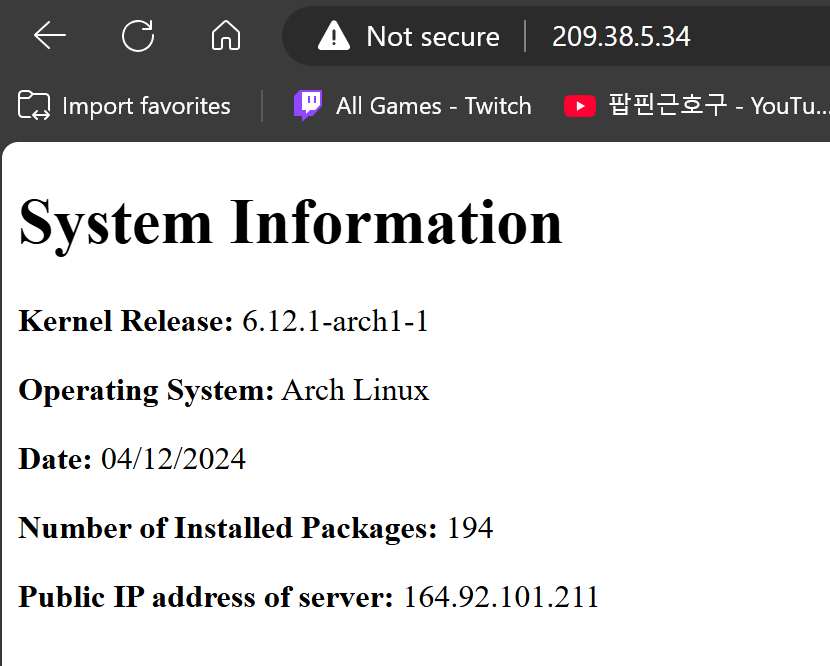 Not secure 209.38.5.34
Import favorites All Games - Twitch 팝핀근호구 - YouTu...
System Information
Kernel Release: 6.12.1-arch1-1
Operating System: Arch Linux
Date: 04/12/2024
Number of Installed Packages: 194
Public IP address of server: 164.92.101.211